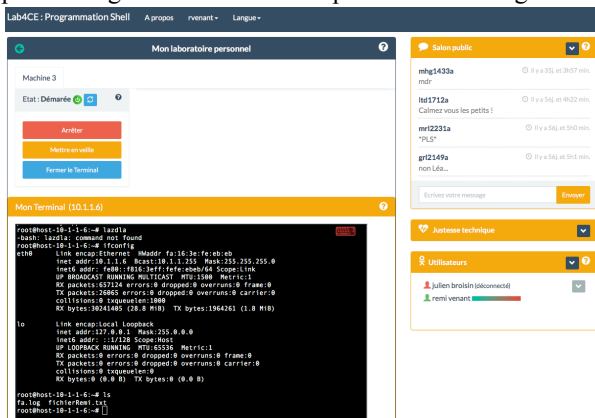 Lab4CE : Programmation Shell A propos rvenant Langue
Mon laboratoire personnel
Machine 3
Etat : Démarée
Arrêter
Mettre en veille
Fermer le Terminal
Mon Terminal (10.1.1.6)
root@host-10-1-1-6:~# lazdla
-bash: lazdla: command not found
root@host-10-1-1-6:~# ifconfig
eth0 Link encap:Ethernet HWaddr fa:16:3e:fe:eb:eb
inet addr:10.1.1.6 Bcast:10.1.1.255 Mask:255.255.255.0
inet6 addr: fe80::f816:3eff:fefe:ebeb/64 Scope:Link
UP BROADCAST RUNNING MULTICAST MTU:1500 Metric:1
RX packets:657124 errors:0 dropped:0 overruns:0 frame:0
TX packets:26065 errors:0 dropped:0 overruns:0 carrier:0
collisions:0 txqueuelen:1000
RX bytes:30241405 (28.8 MiB) TX bytes:1964261 (1.8 MiB)
lo Link encap:Local Loopback
inet addr:127.0.0.1 Mask:255.0.0.0
inet6 addr: ::1/128 Scope:Host
UP LOOPBACK RUNNING MTU:65536 Metric:1
RX packets:0 errors:0 dropped:0 overruns:0 frame:0
TX packets:0 errors:0 dropped:0 overruns:0 carrier:0
collisions:0 txqueuelen:0
RX bytes:0 (0.0 B) TX bytes:0 (0.0 B)
root@host-10-1-1-6:~# ls
fa.log fichierRemi.txt
root@host-10-1-1-6:~#
Salon public
mhg1433a Il y a 35j. et 3h57 min.
mdr
ltd1712a Il y a 56j. et 4h22 min.
Calmez vous les petits !
mrl2231a Il y a 56j. et 5h0 min.
"PLS"
grl2149a Il y a 56j. et 5h1 min.
non Léa...
Ecrivez votre message Envoyer
Justesse technique
Utilisateurs
julien broisin (déconnecté)
remi venant